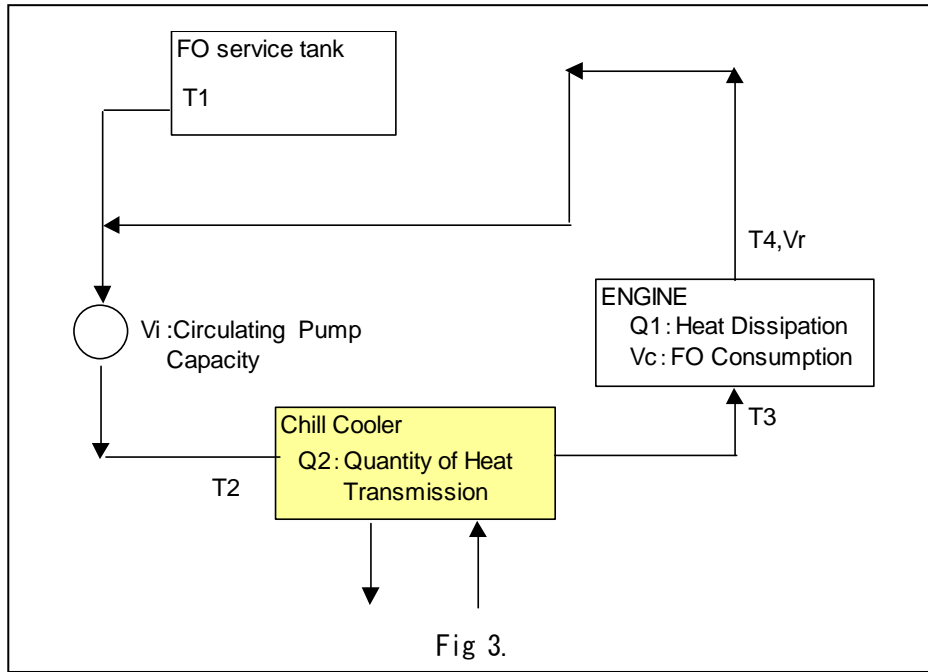 FO service tank
T1
T4,Vr
ENGINE
Q1：Heat Dissipation
Vc：FO Consumption
Vi :Circulating Pump
Capacity
T3
Chill Cooler
Q2：Quantity of Heat
Transmission
T2
Fig 3.